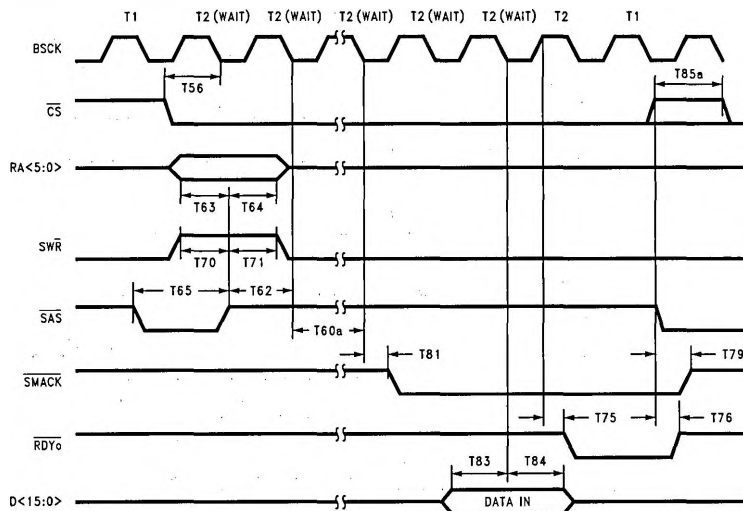 T1 T2 (WAIT) T2 (WAIT) T2 (WAIT) T2 (WAIT) T2 (WAIT) T2 T1
BSCK
T56
T85a
CS
RA<5:0>
T63 T64
SWR
T70 T71
T65 T62
SAS
T60a
T81 T79
SMACK
T75 T76
RDYo
T83 T84
D<15:0> DATA IN